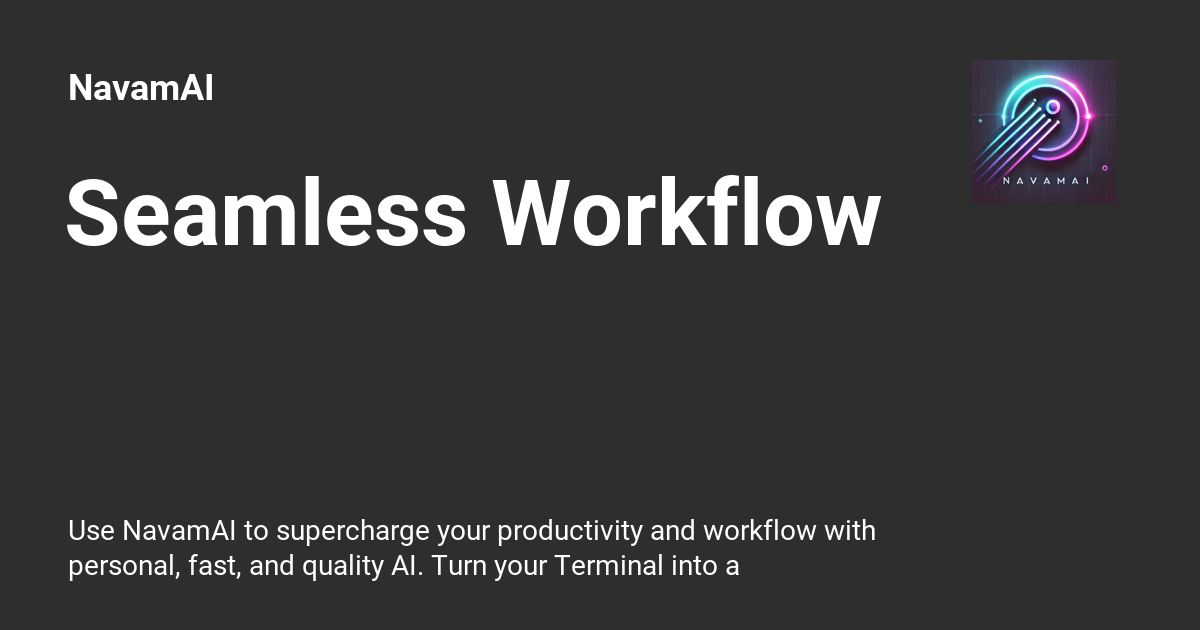 NavamAI
NAVAMAI
Seamless Workflow
Use NavamAI to supercharge your productivity and workflow with
personal, fast, and quality AI. Turn your Terminal into a